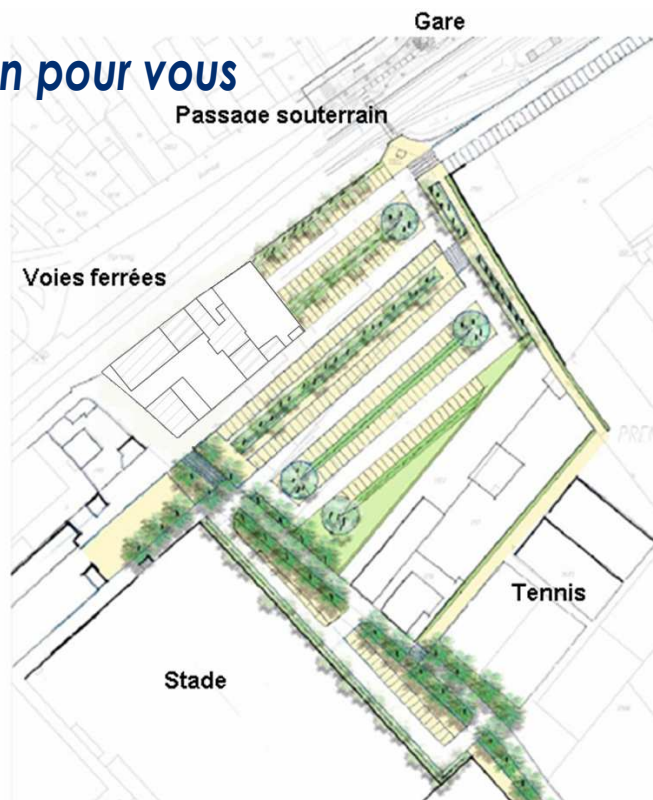 Gare
n pour vous
Passage souterrain
Voies ferrées
Tennis
Stade